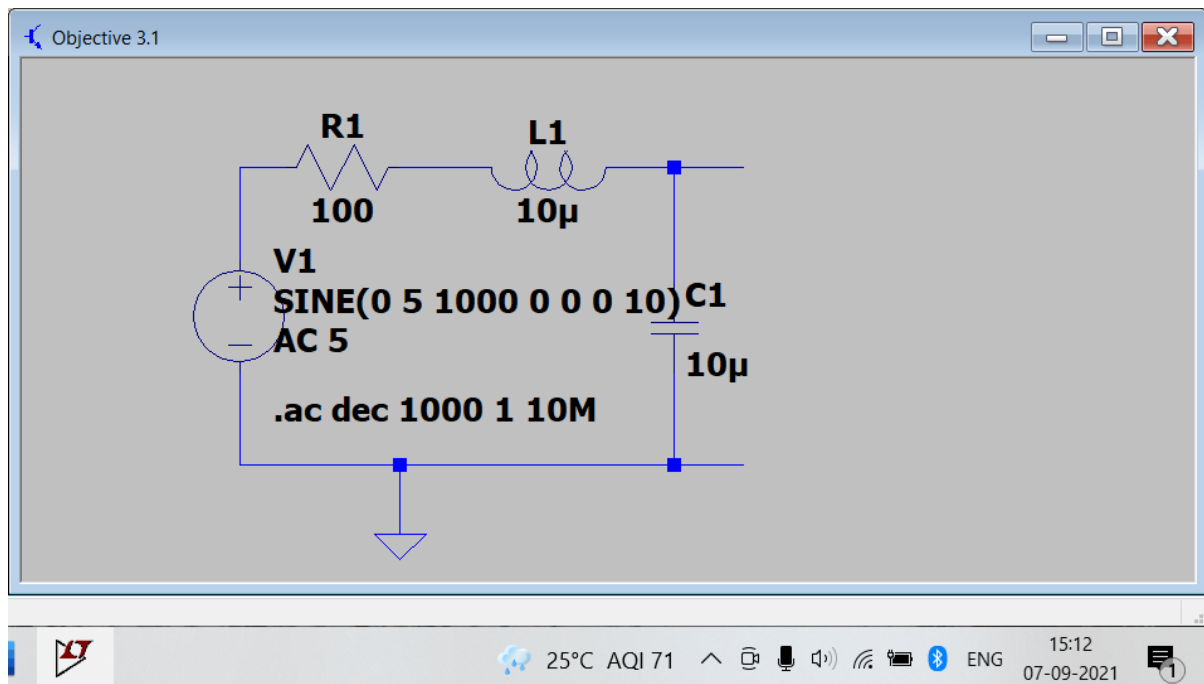 Objective 3.1
R1
L1
100
10µ
V1
SINE(0 5 1000 0 0 0 10)
C1
AC 5
10µ
.ac dec 1000 1 10M
25°C AQI 71
ENG
15:12
07-09-2021
1